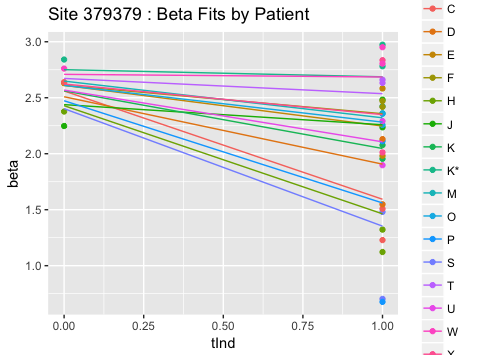 Site 379379 : Beta Fits by Patient
3.0
2.5
2.0
1.5
1.0
beta
0.00 0.25 0.50 0.75 1.00
tInd
C
D
E
F
H
J
K
K*
M
O
P
S
T
U
W